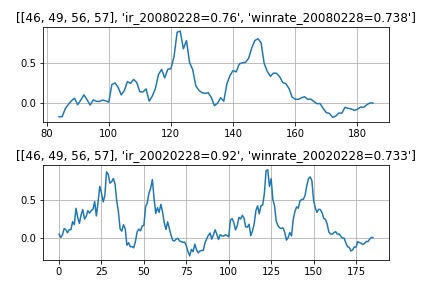 [[46, 49, 56, 57], 'ir_20080228=0.76', 'winrate_20080228=0.738']
0.5
0.0
80 100 120 140 160 180
[[46, 49, 56, 57], 'ir_20020228=0.92', 'winrate_20020228=0.733']
0.5
0.0
0 25 50 75 100 125 150 175